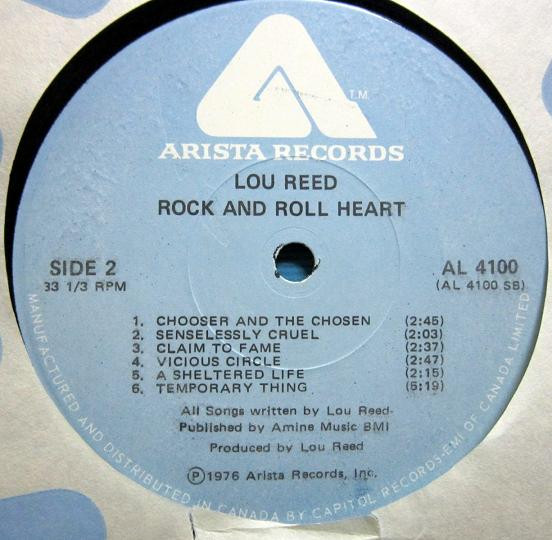 T.M.
ARISTA RECORDS
LOU REED
ROCK AND ROLL HEART
SIDE 2
33 1/3 RPM
AL 4100
(AL 4100 SB)
1. CHOOSER AND THE CHOSEN (2:45)
2. SENSELESSLY CRUEL (2:03)
3. CLAIM TO FAME (2:37)
4. VICIOUS CIRCLE (2:47)
5. A SHELTERED LIFE (2:15)
6. TEMPORARY THING (5:19)
All Songs written by Lou Reed-
Published by Amine Music BMI
Produced by Lou Reed
Ⓟ1976 Arista Records, Inc.
MANUFACTURED AND DISTRIBUTED IN CANADA BY CAPITOL RECORDS-EMI OF CANADA LIMITED